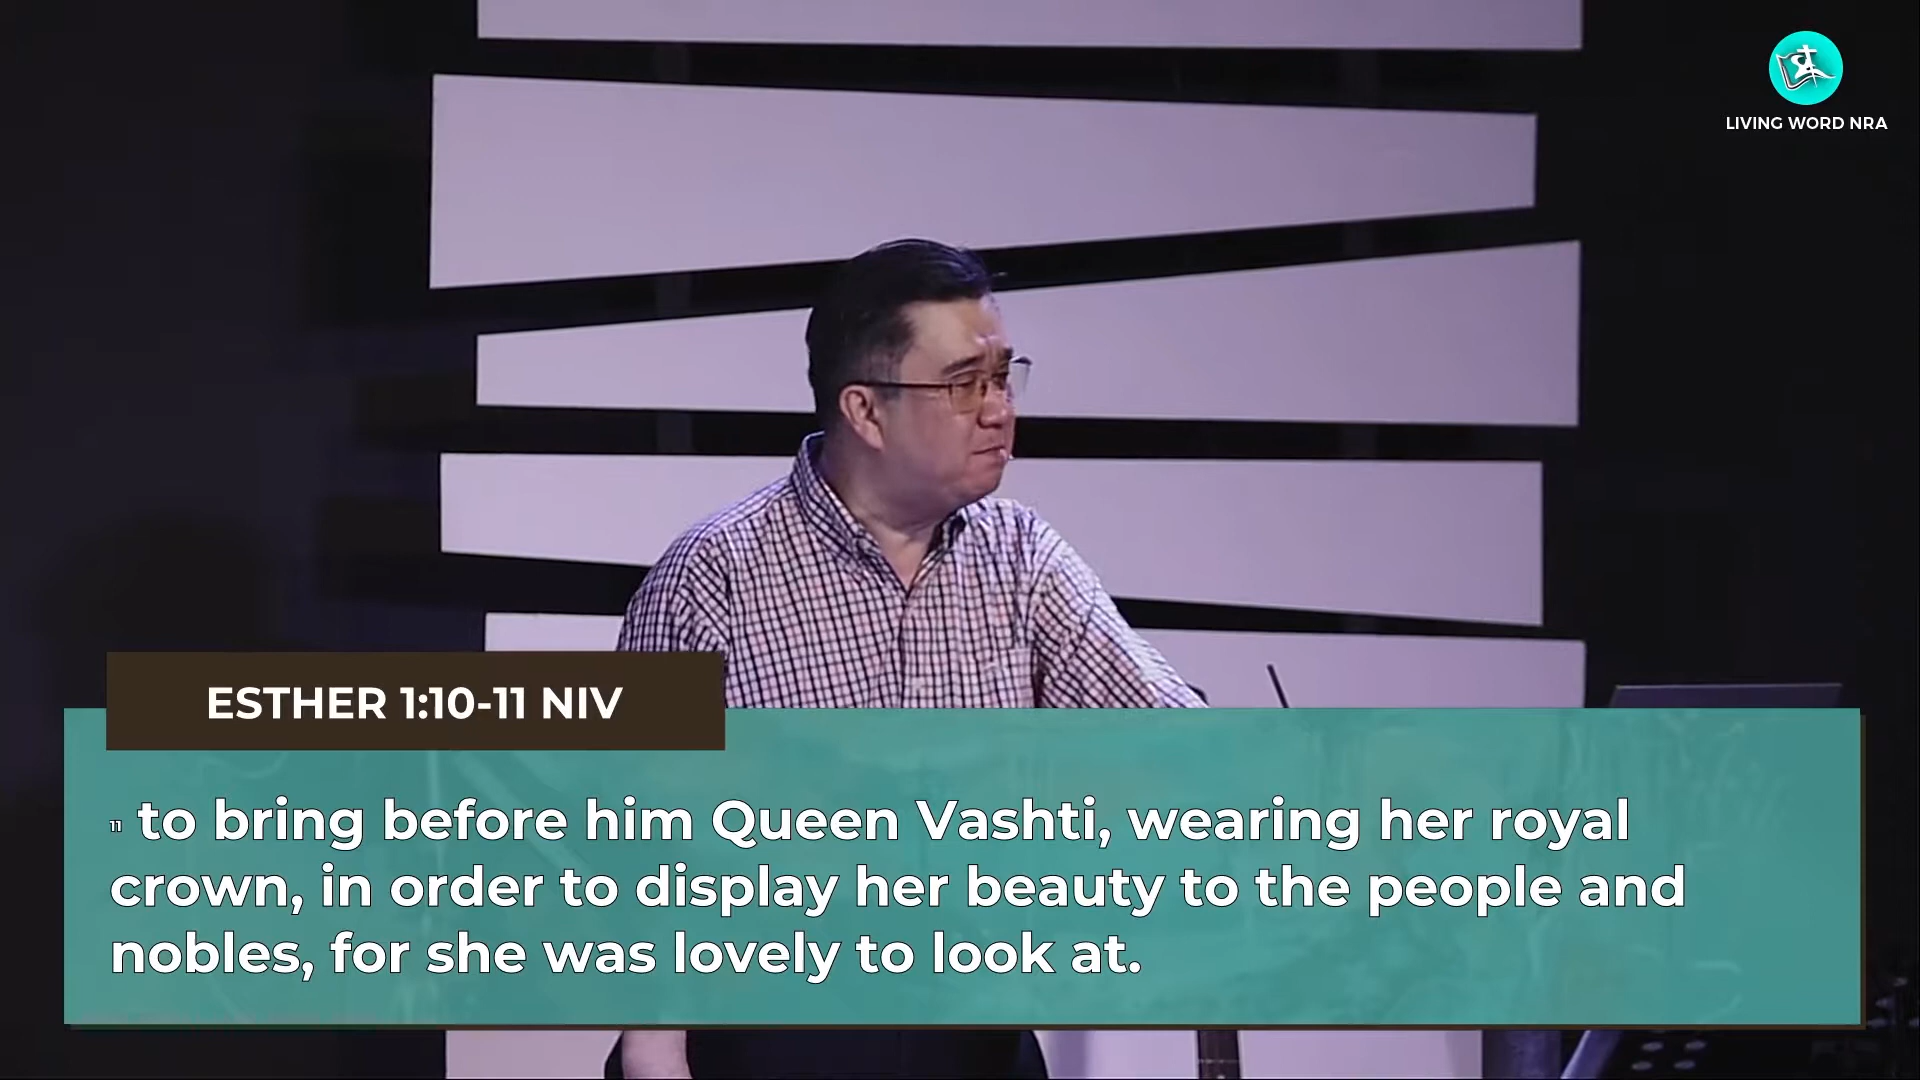 LIVING WORD NRA
ESTHER 1:10-11 NIV
11 to bring before him Queen Vashti, wearing her royal
crown, in order to display her beauty to the people and
nobles, for she was lovely to look at.